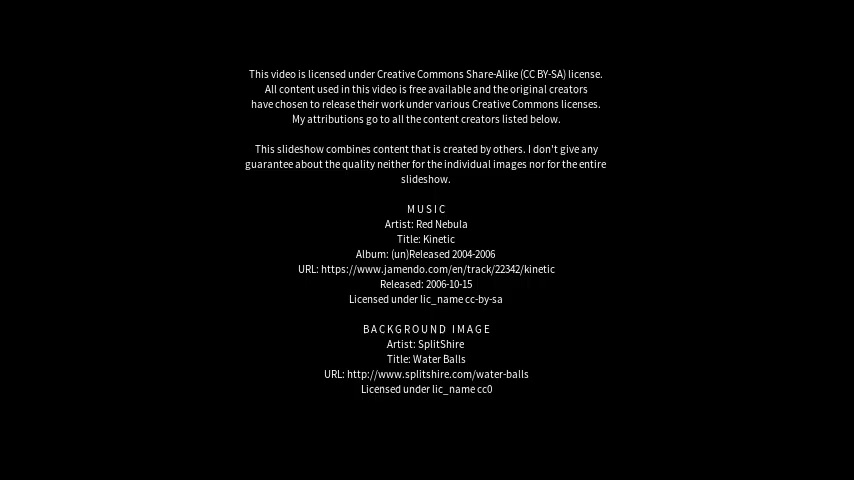 This video is licensed under Creative Commons Share-Alike (CC BY-SA) license.
All content used in this video is free available and the original creators
have chosen to release their work under various Creative Commons licenses.
My attributions go to all the content creators listed below.
This slideshow combines content that is created by others. I don't give any
guarantee about the quality neither for the individual images nor for the entire
slideshow.
MUSIC
Artist: Red Nebula
Title: Kinetic
Album: (un)Released 2004-2006
URL: https://www.jamendo.com/en/track/22342/kinetic
Released: 2006-10-15
Licensed under lic_name cc-by-sa
BACKGROUND IMAGE
Artist: SplitShire
Title: Water Balls
URL: http://www.splitshire.com/water-balls
Licensed under lic_name cc0